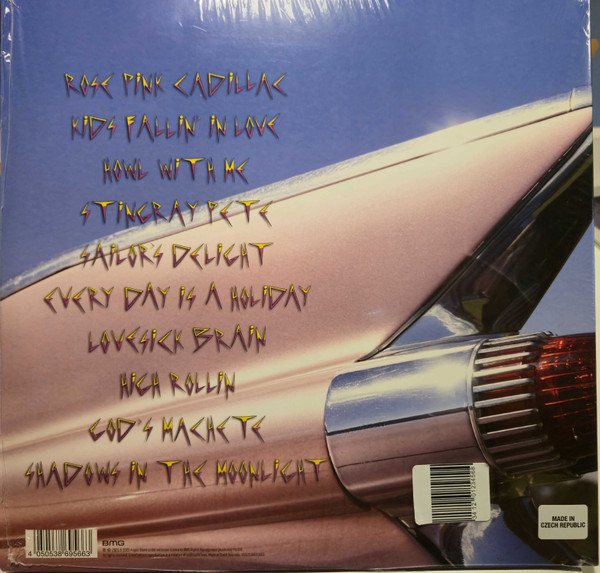 ROSE PINK CADILLAC
KIDS FALLIN' IN LOVE
HOWL WITH ME
STINGRAY PETE
SAILOR'S DELIGHT
EVERY DAY IS A HOLIDAY
LOVESICK BRAIN
HIGH ROLLIN
GOD'S MACHETE
SHADOWS IN THE MOONLIGHT
4 050538 695663
BMG
MADE IN
CZECH REPUBLIC